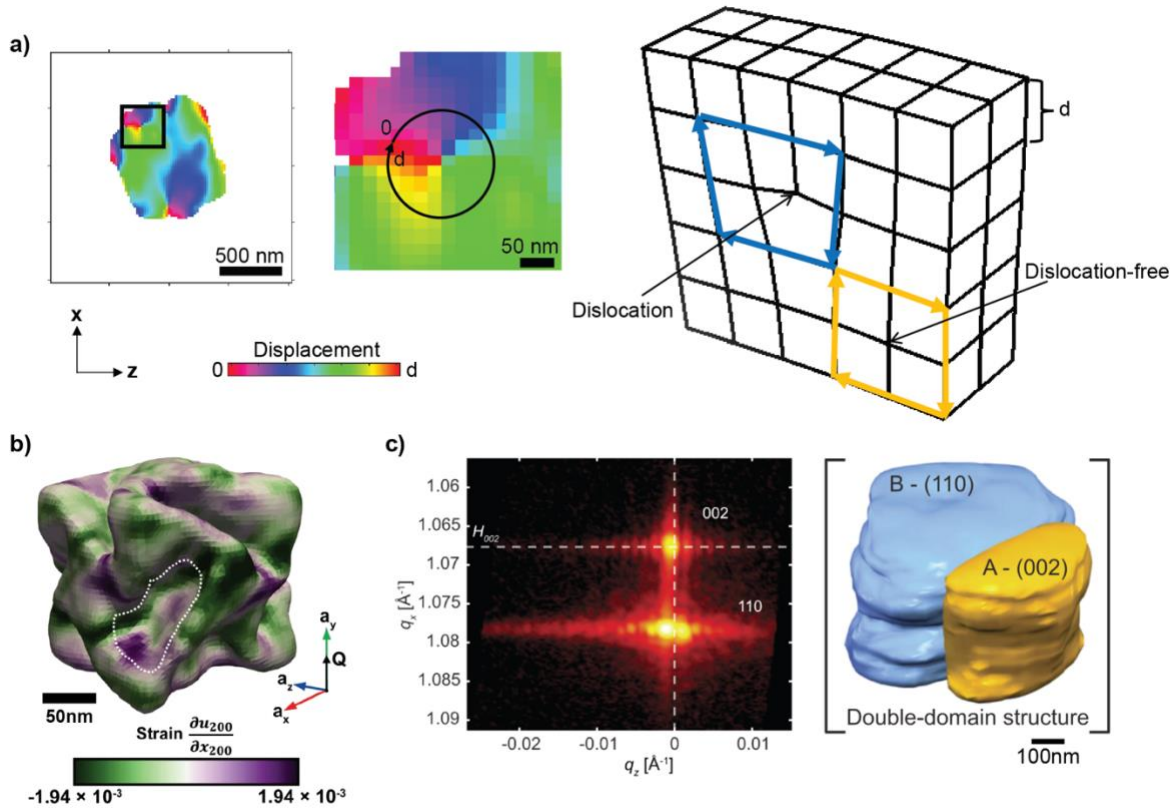 a)
500 nm
x
z
Displacement
0
d
0
d
50 nm
d
Dislocation
Dislocation-free
b)
50nm
a_y
Q
a_z
a_x
Strain ∂u₂₀₀/∂x₂₀₀
-1.94 × 10⁻³
1.94 × 10⁻³
c)
1.06
1.065
1.07
1.075
1.08
1.085
1.09
q_x [Å⁻¹]
H₀₀₂
002
110
-0.02
-0.01
0
0.01
q_z [Å⁻¹]
B - (110)
A - (002)
Double-domain structure
100nm